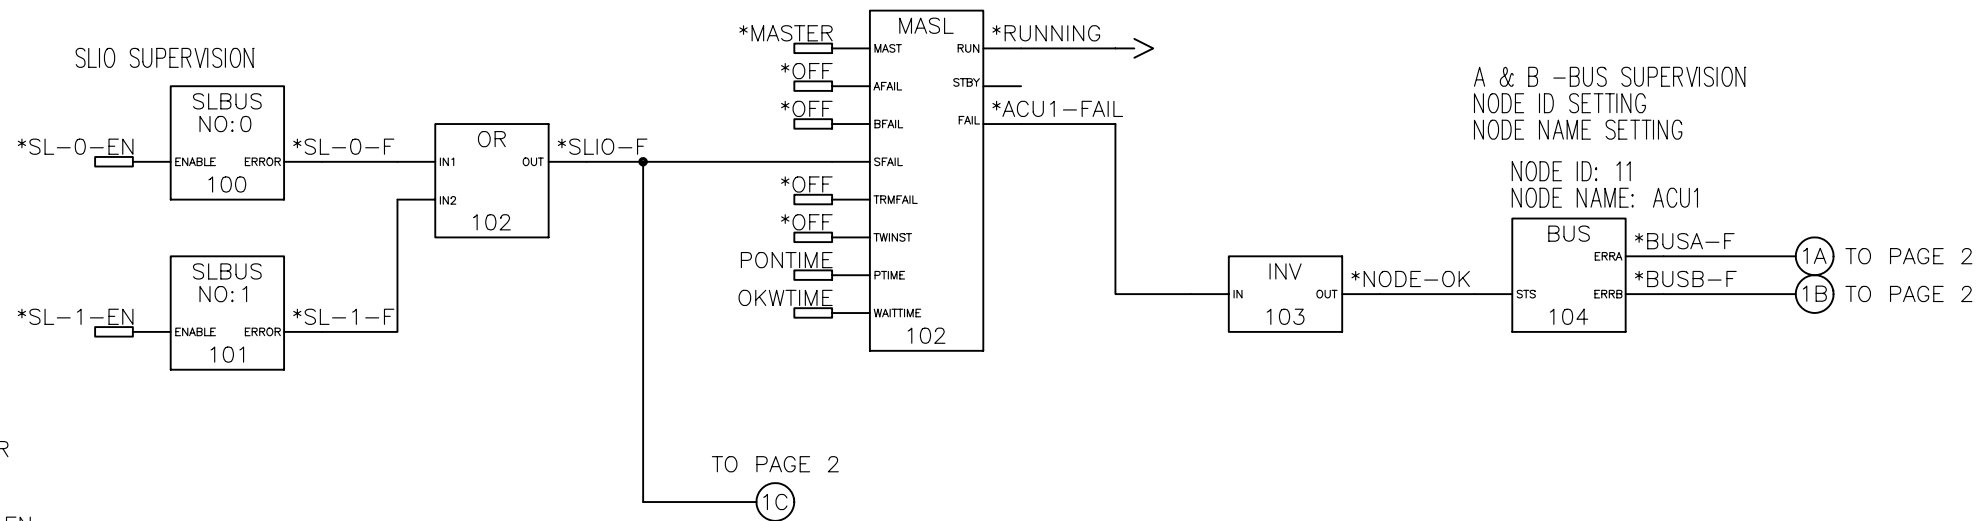 SLIO SUPERVISION
SLBUS
NO:0
*SL-0-EN
ENABLE
ERROR
100
*SL-0-F
SLBUS
NO:1
*SL-1-EN
ENABLE
ERROR
101
*SL-1-F
OR
IN1
OUT
IN2
102
*SLIO-F
*MASTER
*OFF
*OFF
*OFF
*OFF
PONTIME
OKWTIME
MASL
MAST
RUN
AFAIL
STBY
BFAIL
FAIL
SFAIL
TRMFAIL
TWINST
PTIME
WAITTIME
102
*RUNNING
*ACU1-FAIL
INV
IN
OUT
103
*NODE-OK
A & B -BUS SUPERVISION
NODE ID SETTING
NODE NAME SETTING
NODE ID: 11
NODE NAME: ACU1
BUS
ERRA
STS
ERRB
104
*BUSA-F
1A TO PAGE 2
*BUSB-F
1B TO PAGE 2
TO PAGE 2
1C
R